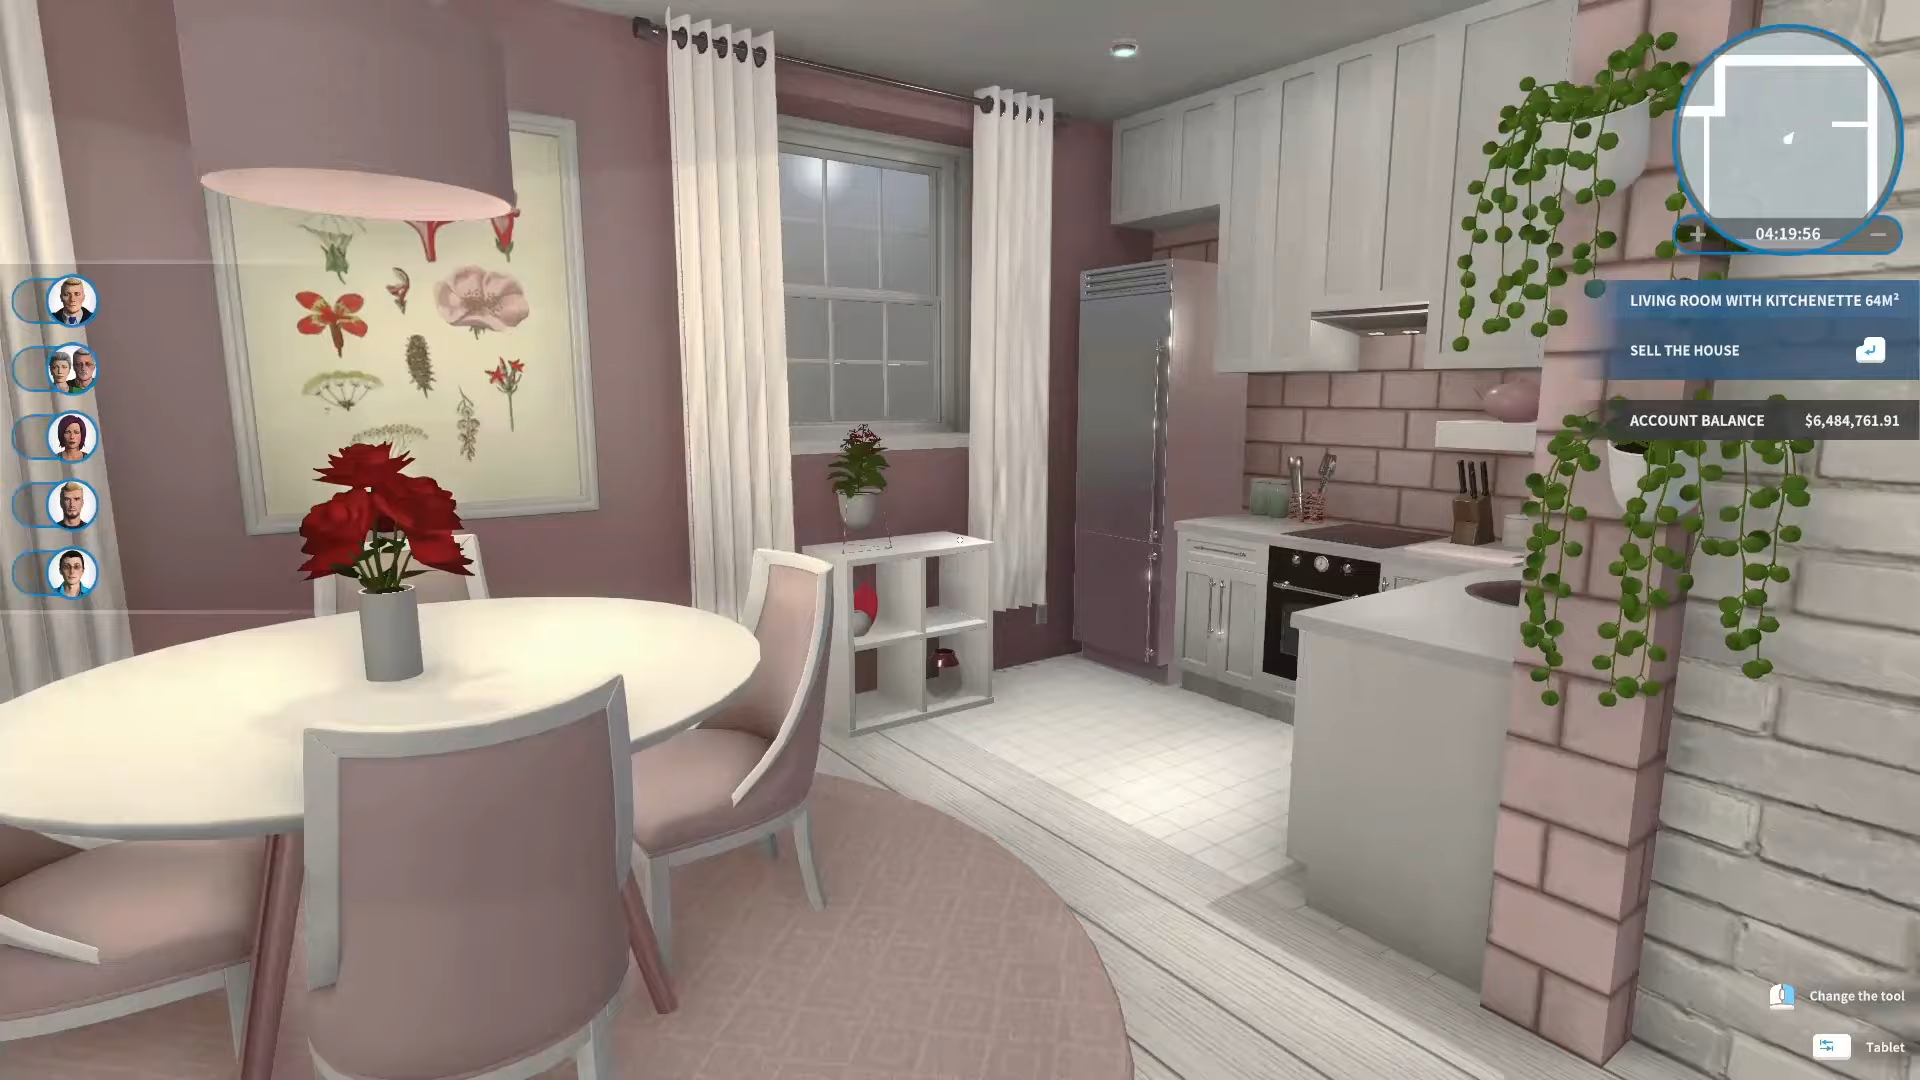 04:19:56
LIVING ROOM WITH KITCHENETTE 64M²
SELL THE HOUSE
ACCOUNT BALANCE $6,484,761.91
Change the tool
Tablet